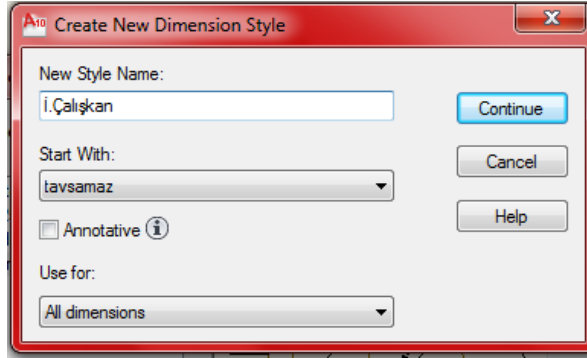 A10 Create New Dimension Style
New Style Name:
İ.Çalışkan
Continue
Start With:
Cancel
tavsamaz
Annotative
Help
Use for:
All dimensions